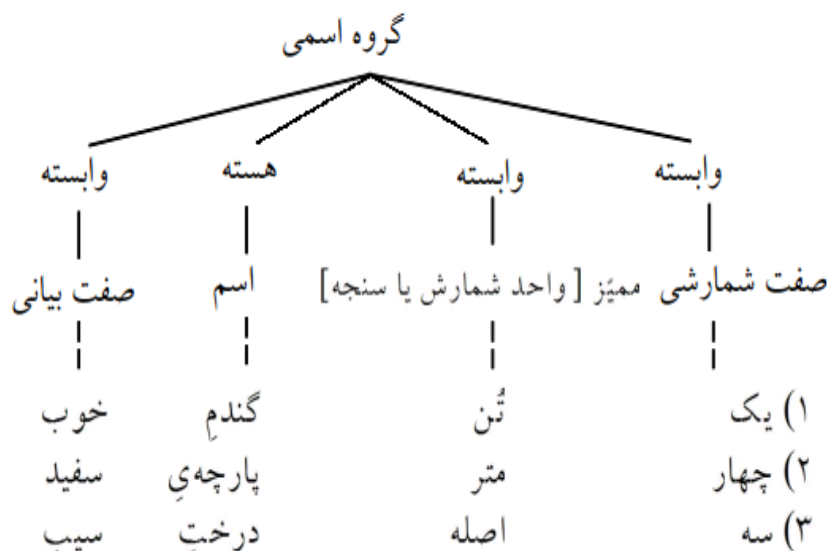 گروه اسمی
وابسته وابسته هسته وابسته
صفت شمارشی ممیّز [واحد شمارش یا سنجه] اسم صفت بیانی
۱) یک تُن گندمِ خوب
۲) چهار متر پارچه‌یِ سفید
۳) سه اصله درختِ سیب